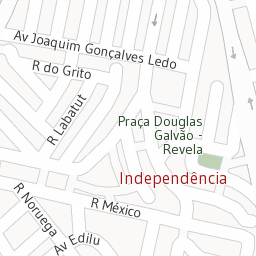 Av Joaquim Gonçalves Ledo
R do Grito
R Labatut
Praça Douglas
Galvão -
Revela
Independência
R México
R Noruega
Av Edilu